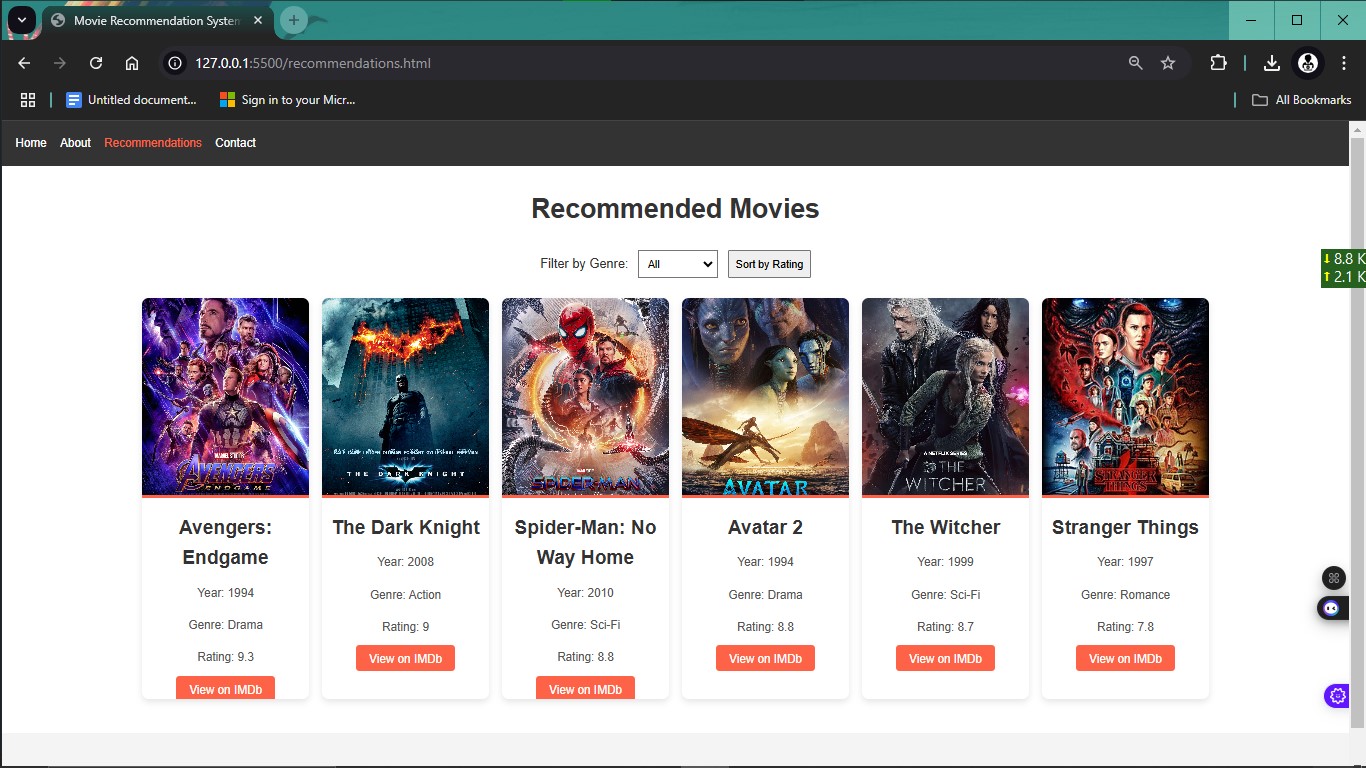 Movie Recommendation System
127.0.0.1:5500/recommendations.html
Untitled document...
Sign in to your Micr...
All Bookmarks
Home
About
Recommendations
Contact
Recommended Movies
Filter by Genre:
All
Sort by Rating
8.8 K
2.1 K
AVENGERS
ENDGAME
THE DARK KNIGHT
SPIDER-MAN
AVATAR
A NETFLIX SERIES
THE
WITCHER
STRANGER
THINGS
Avengers:
Endgame
Year: 1994
Genre: Drama
Rating: 9.3
View on IMDb
The Dark Knight
Year: 2008
Genre: Action
Rating: 9
View on IMDb
Spider-Man: No
Way Home
Year: 2010
Genre: Sci-Fi
Rating: 8.8
View on IMDb
Avatar 2
Year: 1994
Genre: Drama
Rating: 8.8
View on IMDb
The Witcher
Year: 1999
Genre: Sci-Fi
Rating: 8.7
View on IMDb
Stranger Things
Year: 1997
Genre: Romance
Rating: 7.8
View on IMDb